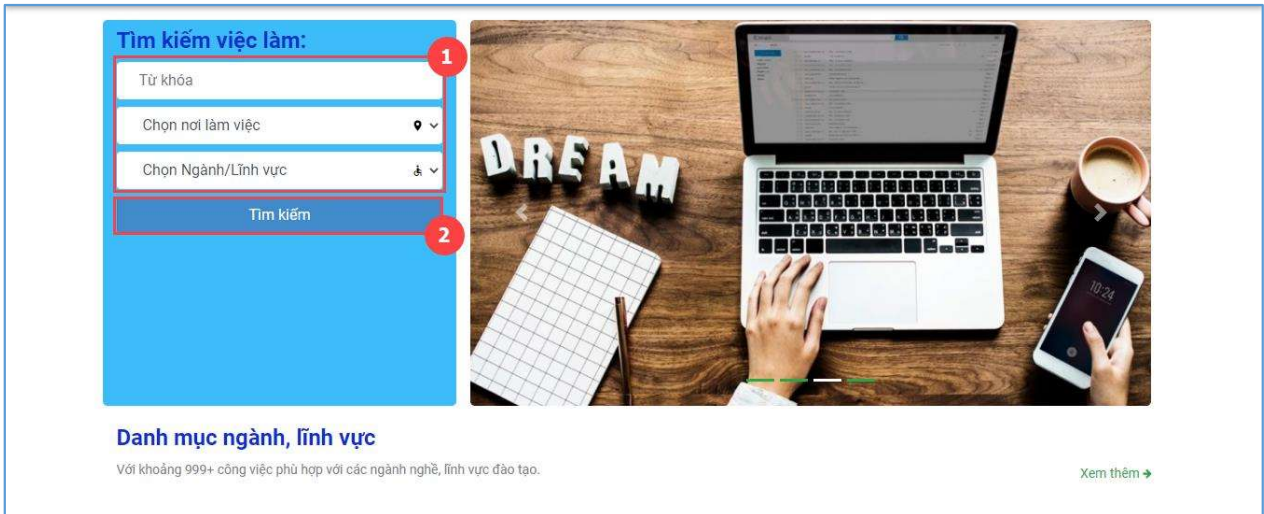 Tìm kiếm việc làm:
1
Từ khóa
Chọn nơi làm việc
Chọn Ngành/Lĩnh vực
Tìm kiếm
2
DREAM
10:24
Danh mục ngành, lĩnh vực
Với khoảng 999+ công việc phù hợp với các ngành nghề, lĩnh vực đào tạo.
Xem thêm →